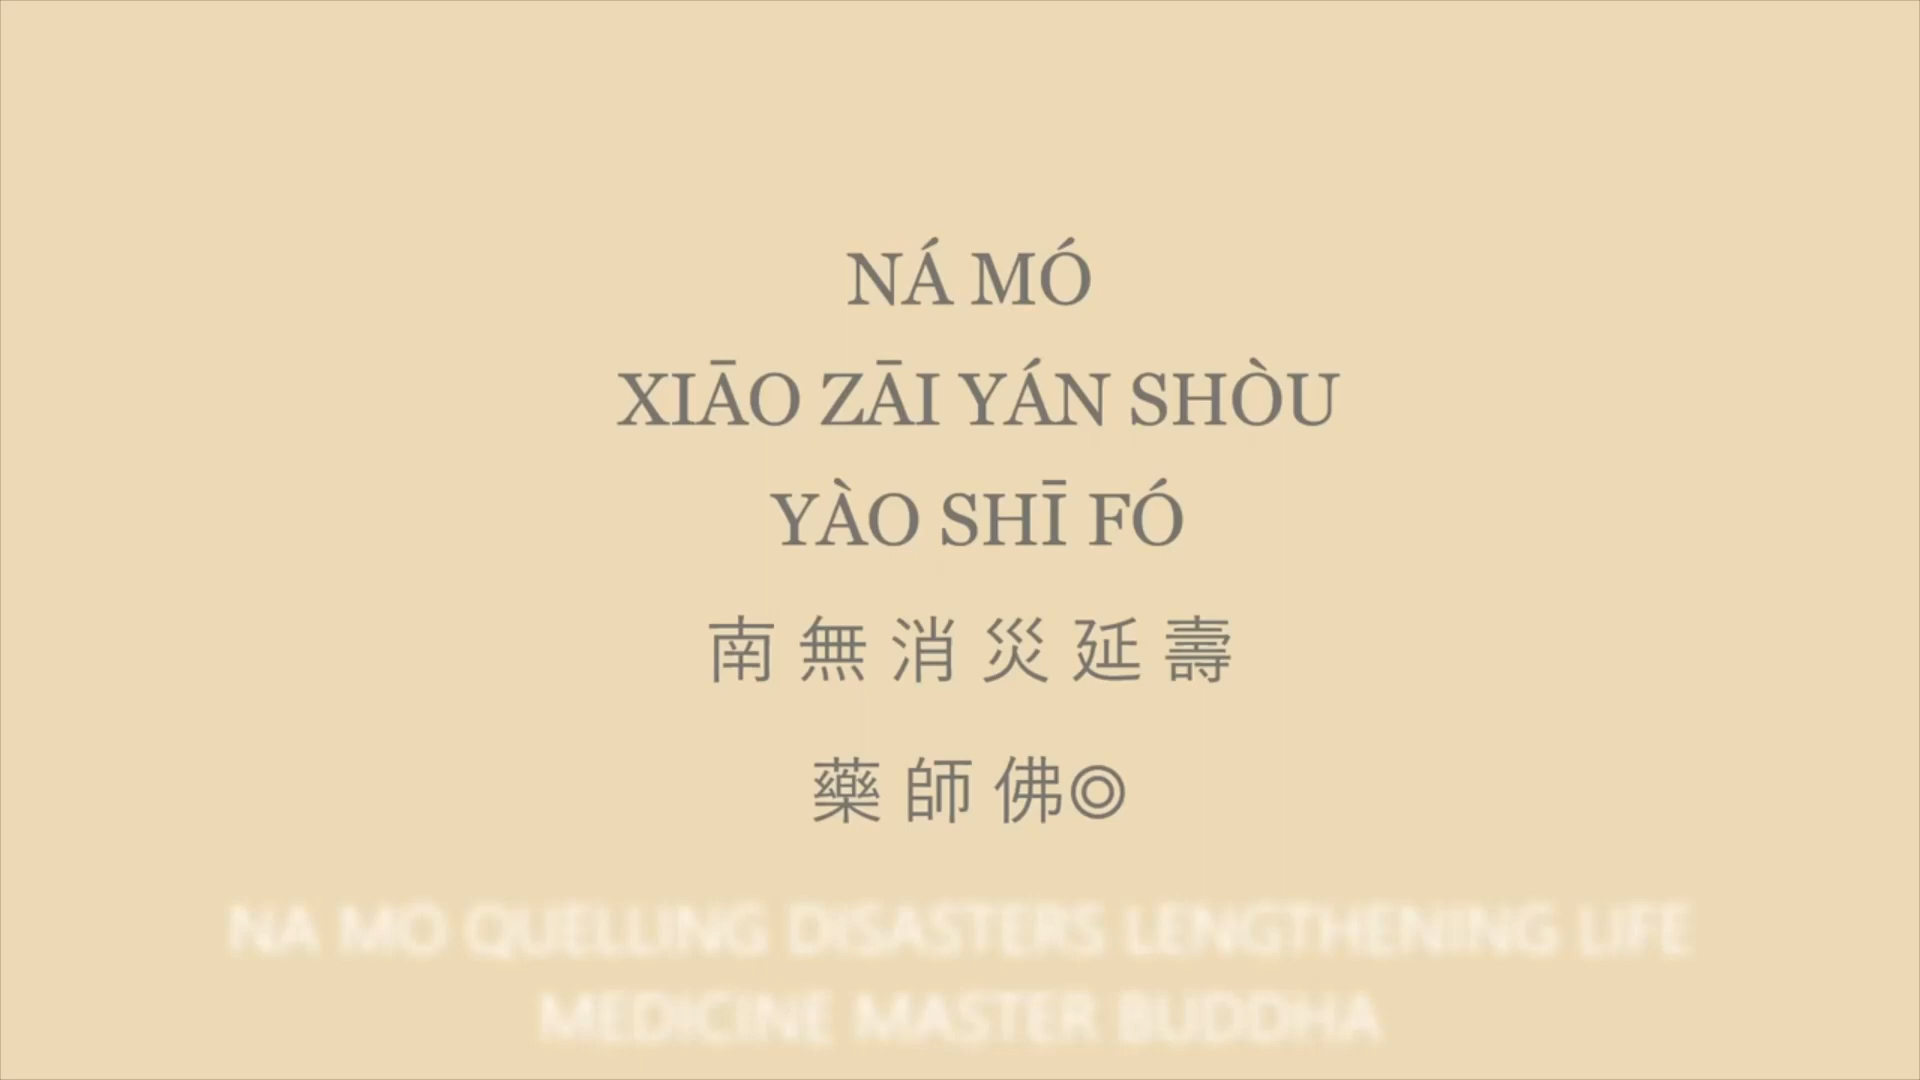 NÁ MÓ
XIĀO ZĀI YÁN SHÒU
YÀO SHĪ FÓ
南 無 消 災 延 壽
藥 師 佛◎
NA MO QUELLING DISASTERS LENGTHENING LIFE
MEDICINE MASTER BUDDHA